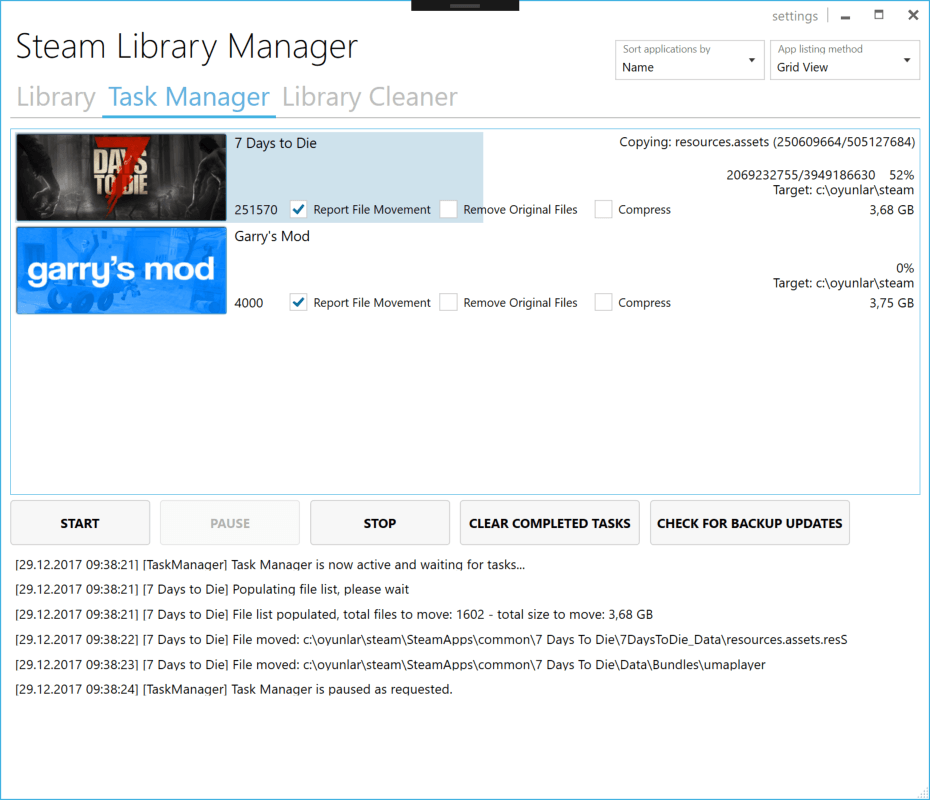 settings
Steam Library Manager
Sort applications by
Name
App listing method
Grid View
Library Task Manager Library Cleaner
7 DAYS TO DIE
7 Days to Die
Copying: resources.assets (250609664/505127684)
2069232755/3949186630 52%
Target: c:\oyunlar\steam
251570 Report File Movement Remove Original Files Compress 3,68 GB
garry's mod
Garry's Mod
0%
Target: c:\oyunlar\steam
4000 Report File Movement Remove Original Files Compress 3,75 GB
START PAUSE STOP CLEAR COMPLETED TASKS CHECK FOR BACKUP UPDATES
[29.12.2017 09:38:21] [TaskManager] Task Manager is now active and waiting for tasks...
[29.12.2017 09:38:21] [7 Days to Die] Populating file list, please wait
[29.12.2017 09:38:21] [7 Days to Die] File list populated, total files to move: 1602 - total size to move: 3,68 GB
[29.12.2017 09:38:22] [7 Days to Die] File moved: c:\oyunlar\steam\SteamApps\common\7 Days To Die\7DaysToDie_Data\resources.assets.resS
[29.12.2017 09:38:23] [7 Days to Die] File moved: c:\oyunlar\steam\SteamApps\common\7 Days To Die\Data\Bundles\umaplayer
[29.12.2017 09:38:24] [TaskManager] Task Manager is paused as requested.